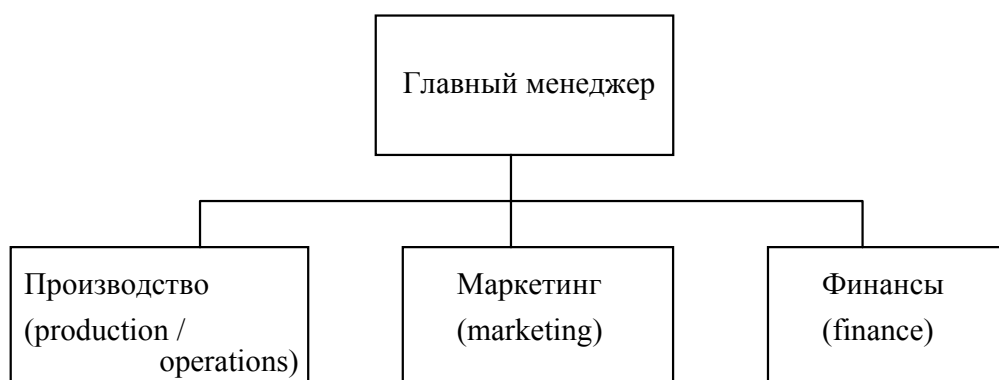 Главный менеджер
Производство
(production /
operations)
Маркетинг
(marketing)
Финансы
(finance)